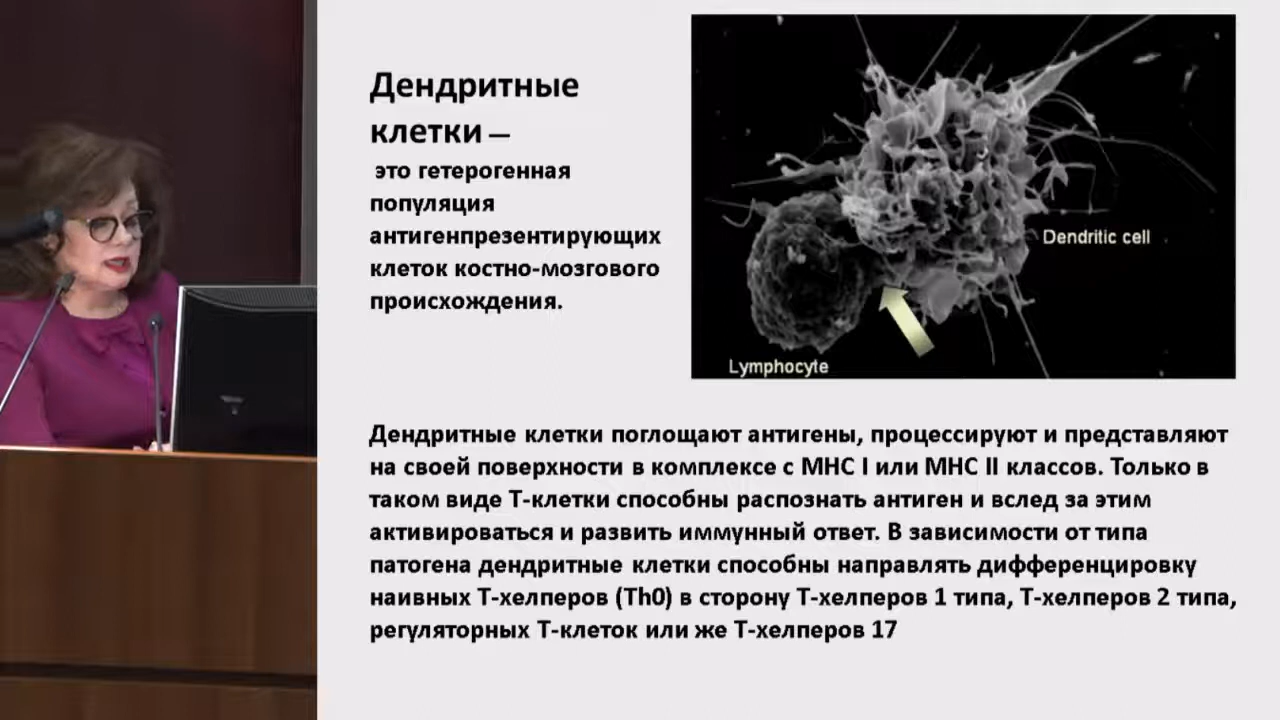 Дендритные
клетки –
это гетерогенная
популяция
антигенпрезентирующих
клеток костно-мозгового
происхождения.
Dendritic cell
Lymphocyte
Дендритные клетки поглощают антигены, процессируют и представляют
на своей поверхности в комплексе с МНС I или МНС II классов. Только в
таком виде Т-клетки способны распознать антиген и вслед за этим
активироваться и развить иммунный ответ. В зависимости от типа
патогена дендритные клетки способны направлять дифференцировку
наивных Т-хелперов (Th0) в сторону Т-хелперов 1 типа, Т-хелперов 2 типа,
регуляторных Т-клеток или же Т-хелперов 17